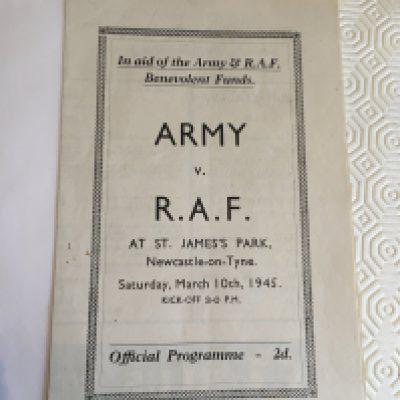 In aid of the Army & R.A.F.
Benevolent Funds.
ARMY
v.
R.A.F.
AT ST. JAMES'S PARK,
Newcastle-on-Tyne.
Saturday, March 10th, 1945.
KICK-OFF 3-0 P.M.
Official Programme - 2d.